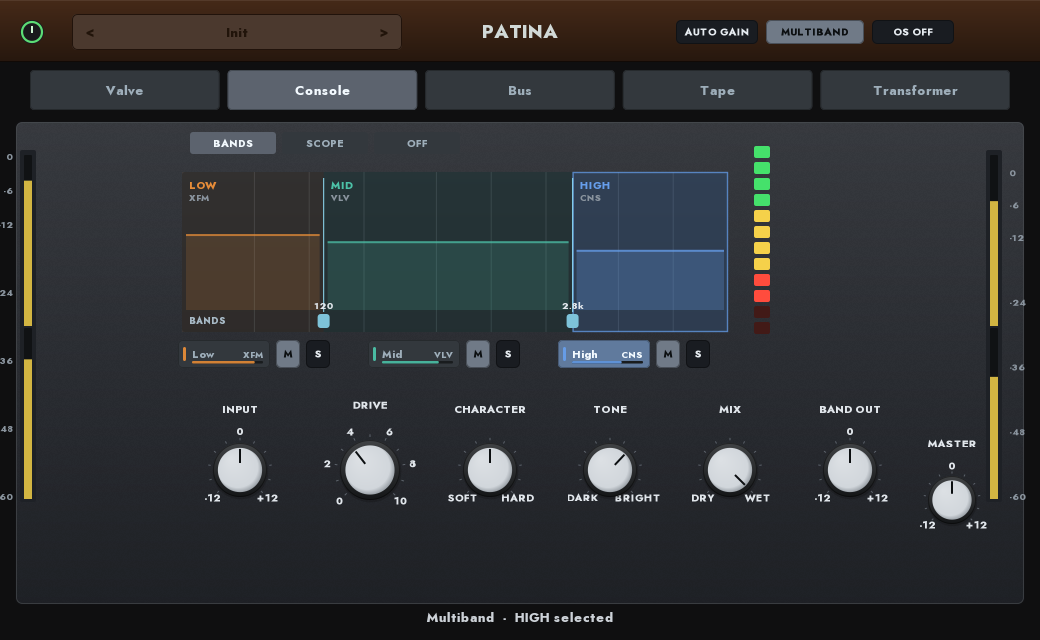 < Init >
PATINA
AUTO GAIN MULTIBAND OS OFF
Valve Console Bus Tape Transformer
BANDS SCOPE OFF
0
-6
-12
-24
-36
-48
-60
LOW
XFM
MID
VLV
HIGH
CNS
120
2.8k
BANDS
0
-6
-12
-24
-36
-48
-60
Low XFM M S
Mid VLV M S
High CNS M S
INPUT
0
-12 +12
DRIVE
4 6
2 8
0 10
CHARACTER
SOFT HARD
TONE
DARK BRIGHT
MIX
DRY WET
BAND OUT
0
-12 +12
MASTER
0
-12 +12
Multiband - HIGH selected